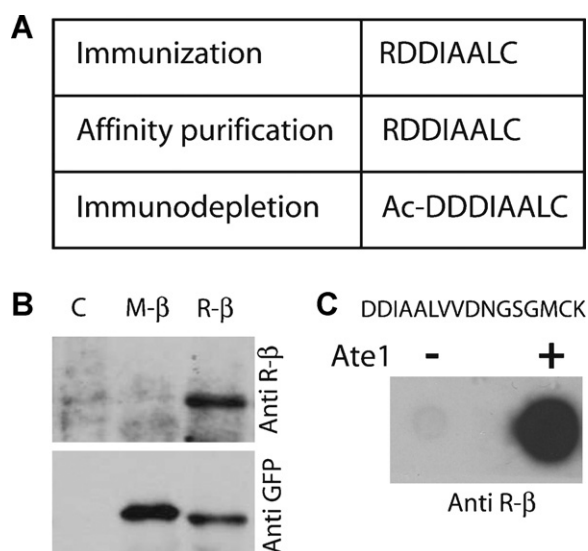 A
Immunization RDDIAALC
Affinity purification RDDIAALC
Immunodepletion Ac-DDDIAALC
B
C M-β R-β
Anti R-β
Anti GFP
C
DDIAALVVDNGSGMCK
Ate1 - +
Anti R-β